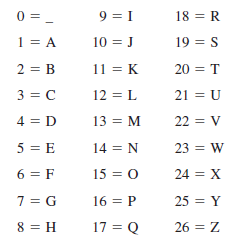 0 = _ 9 = I 18 = R
1 = A 10 = J 19 = S
2 = B 11 = K 20 = T
3 = C 12 = L 21 = U
4 = D 13 = M 22 = V
5 = E 14 = N 23 = W
6 = F 15 = O 24 = X
7 = G 16 = P 25 = Y
8 = H 17 = Q 26 = Z